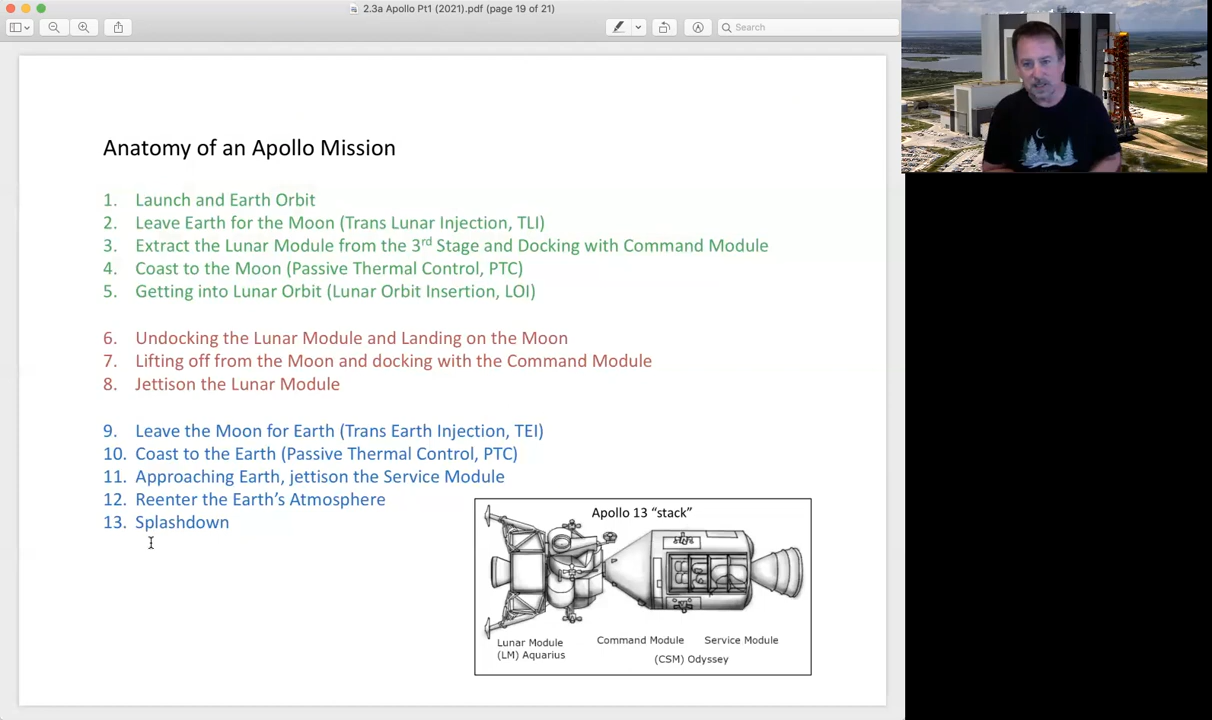 2.3a Apollo Pt1 (2021).pdf (page 19 of 21)
Search
Anatomy of an Apollo Mission
1. Launch and Earth Orbit
2. Leave Earth for the Moon (Trans Lunar Injection, TLI)
3. Extract the Lunar Module from the 3rd Stage and Docking with Command Module
4. Coast to the Moon (Passive Thermal Control, PTC)
5. Getting into Lunar Orbit (Lunar Orbit Insertion, LOI)
6. Undocking the Lunar Module and Landing on the Moon
7. Lifting off from the Moon and docking with the Command Module
8. Jettison the Lunar Module
9. Leave the Moon for Earth (Trans Earth Injection, TEI)
10. Coast to the Earth (Passive Thermal Control, PTC)
11. Approaching Earth, jettison the Service Module
12. Reenter the Earth’s Atmosphere
13. Splashdown
Apollo 13 “stack”
Lunar Module Command Module Service Module
(LM) Aquarius (CSM) Odyssey